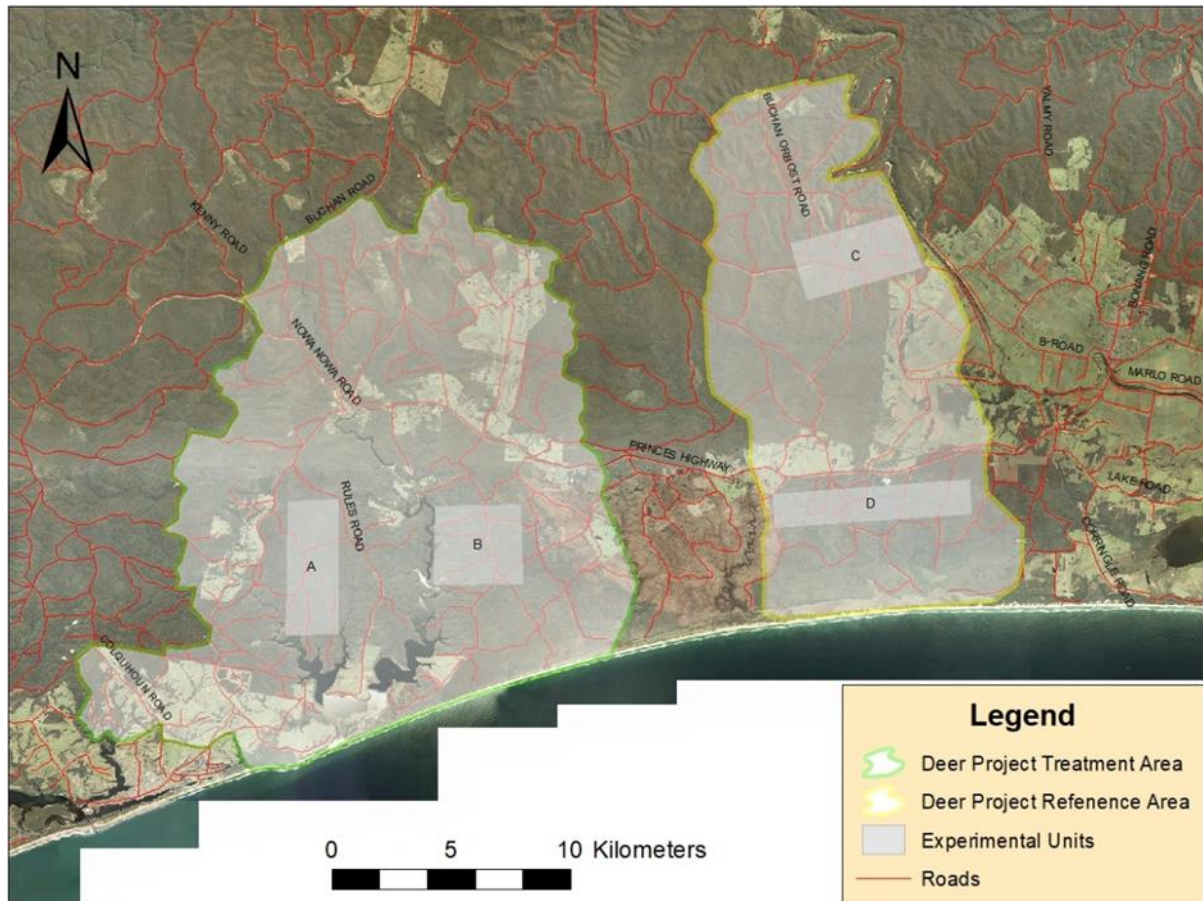 N
BUCHAN ORBOST ROAD
YALMY ROAD
KENNY ROAD
BUCHAN ROAD
C
BONANG ROAD
NOWA NOWA ROAD
B ROAD
MARLO ROAD
PRINCES HIGHWAY
RULES ROAD
LAKE ROAD
D
A
B
CORRINGLE ROAD
COLQUHOUN ROAD
Legend
Deer Project Treatment Area
Deer Project Refenence Area
Experimental Units
Roads
0 5 10 Kilometers